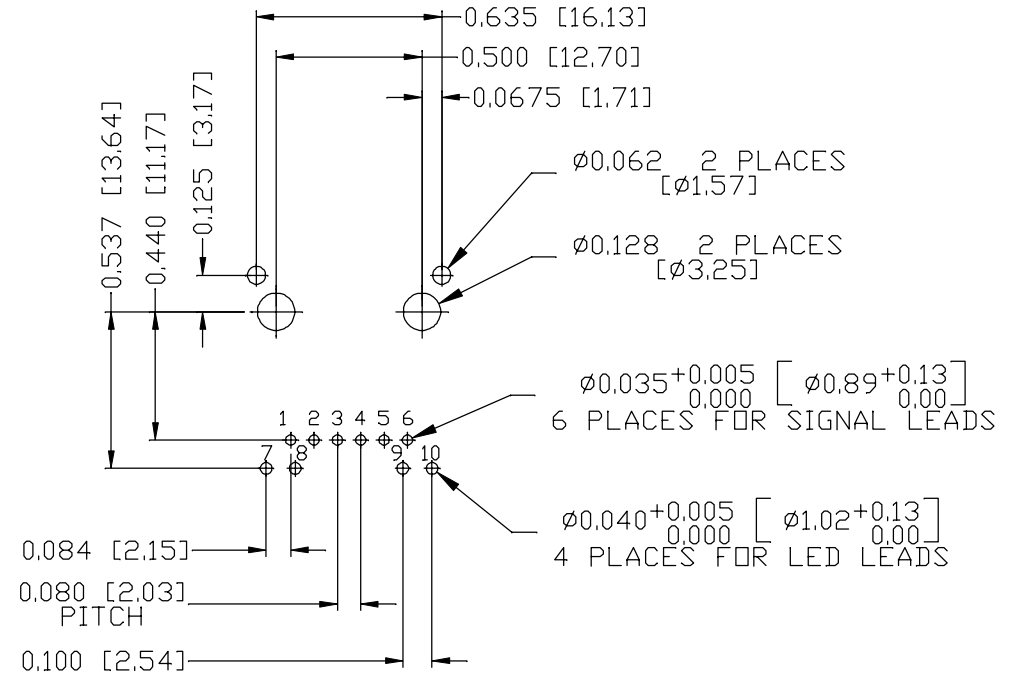 0.635 [16.13]
0.500 [12.70]
0.0675 [1.71]
0.537 [13.64]
0.440 [11.17]
0.125 [3.17]
Ø0.062 2 PLACES
[Ø1.57]
Ø0.128 2 PLACES
[Ø3.25]
Ø0.035+0.005 [Ø0.89+0.13]
0.000 0.00
6 PLACES FOR SIGNAL LEADS
1 2 3 4 5 6
7 8 9 10
Ø0.040+0.005 [Ø1.02+0.13]
0.000 0.00
4 PLACES FOR LED LEADS
0.084 [2.15]
0.080 [2.03]
PITCH
0.100 [2.54]